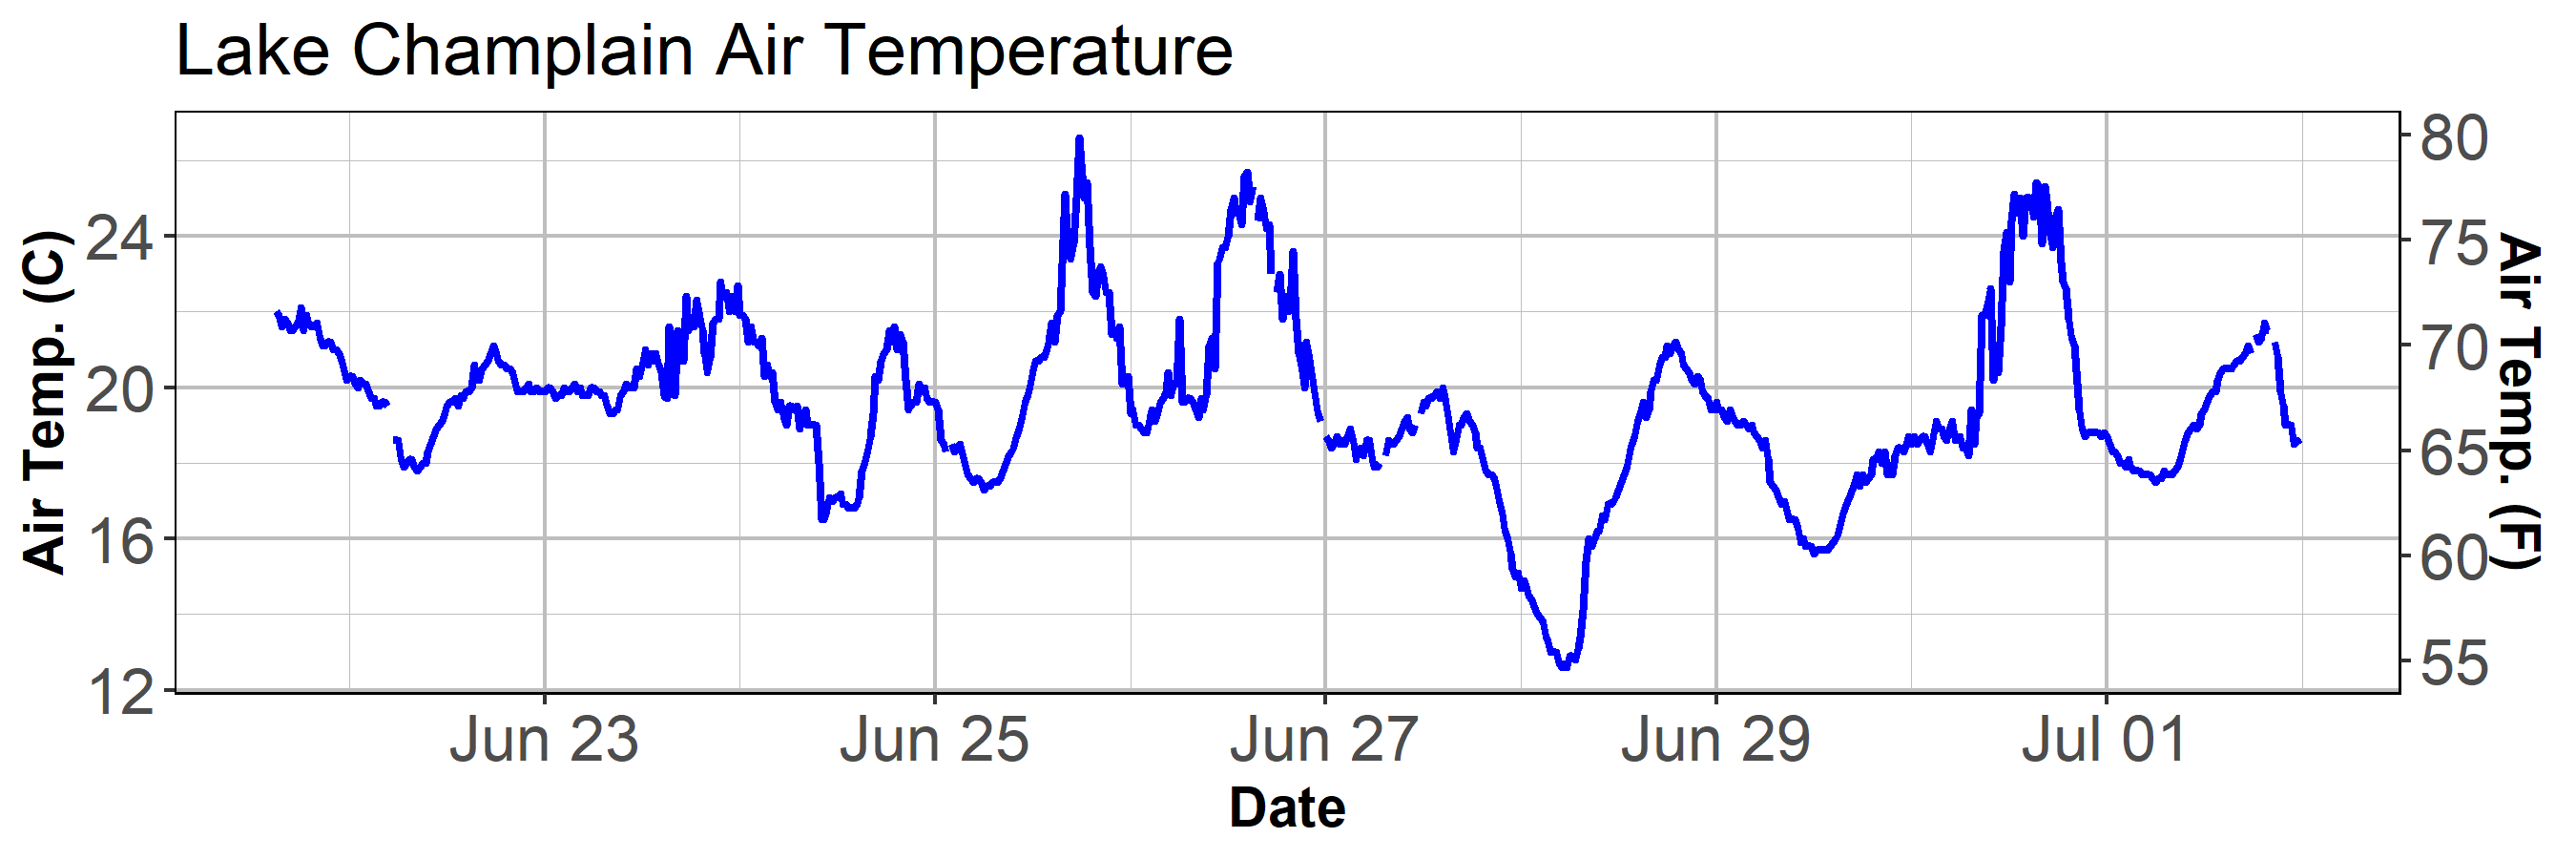 Lake Champlain Air Temperature
Air Temp. (C)
24
20
16
12
80
75
70
65
60
55
Air Temp. (F)
Jun 23
Jun 25
Jun 27
Jun 29
Jul 01
Date